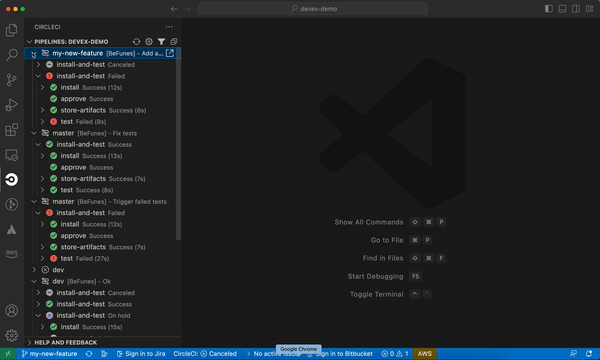 devex-demo
CIRCLECI
PIPELINES: DEVEX-DEMO
my-new-feature [BeFunes] - Add a...
install-and-test Canceled
install-and-test Failed
install Success (12s)
approve Success
store-artifacts Success (6s)
test Failed (8s)
master [BeFunes] - Fix tests
install-and-test Success
install Success (13s)
approve Success
store-artifacts Success (7s)
test Success (8s)
master [BeFunes] - Trigger failed tests
install-and-test Failed
install Success (12s)
approve Success
store-artifacts Success (7s)
test Failed (27s)
dev
dev [BeFunes] - Ok
install-and-test Canceled
install-and-test Success
install-and-test On hold
install Success (15s)
HELP AND FEEDBACK
aws
Show All Commands ⇧ ⌘ P
Go to File ⌘ P
Find in Files ⇧ ⌘ F
Start Debugging F5
Toggle Terminal ⌃ `
Google Chrome
my-new-feature Sign in to Jira CircleCI: Canceled No active issue Sign in to Bitbucket 0 1 AWS